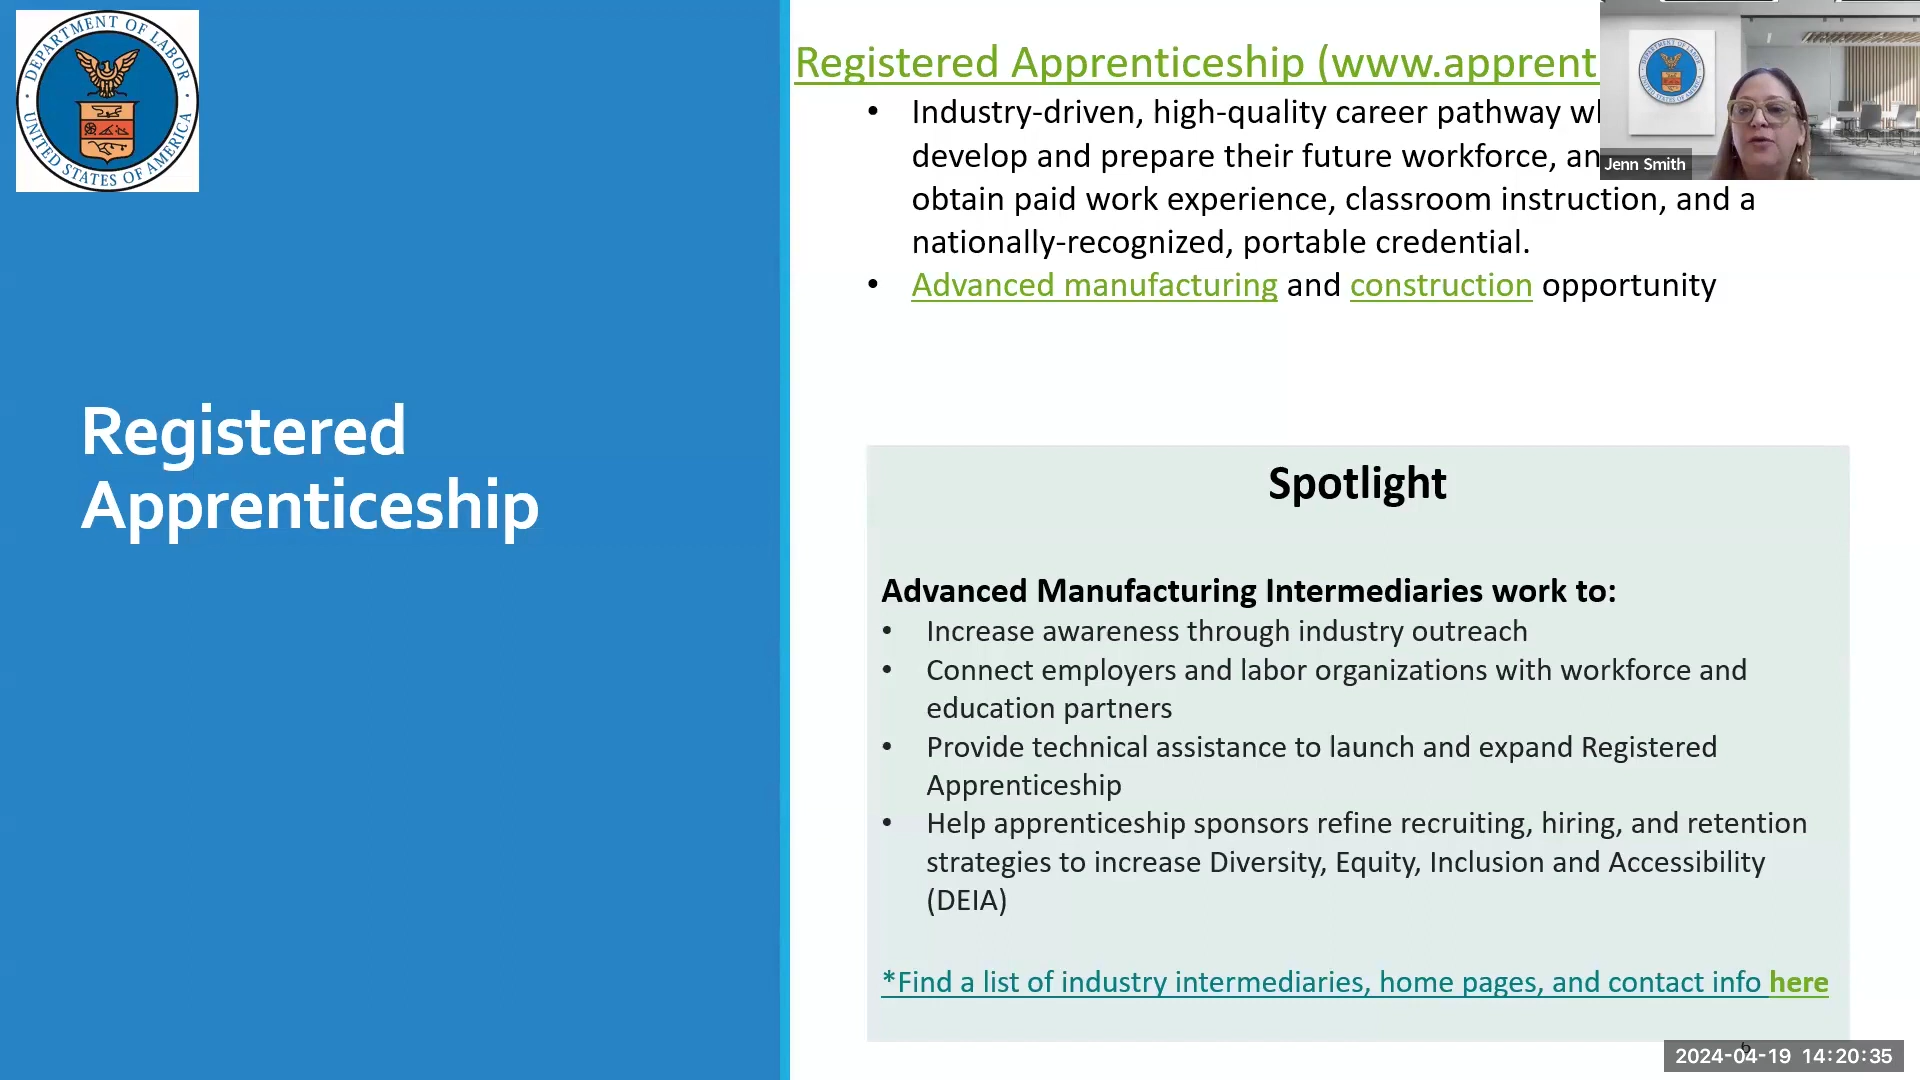 DEPARTMENT OF LABOR
UNITED STATES OF AMERICA
Registered
Apprenticeship
Registered Apprenticeship (www.apprent
Industry-driven, high-quality career pathway
• develop and prepare their future workforce,
obtain paid work experience, classroom instruction, and a
nationally-recognized, portable credential.
• Advanced manufacturing and construction opportunity
Jenn Smith
Spotlight
Advanced Manufacturing Intermediaries work to:
• Increase awareness through industry outreach
• Connect employers and labor organizations with workforce and
education partners
• Provide technical assistance to launch and expand Registered
Apprenticeship
• Help apprenticeship sponsors refine recruiting, hiring, and retention
strategies to increase Diversity, Equity, Inclusion and Accessibility
(DEIA)
*Find a list of industry intermediaries, home pages, and contact info here
2024-04-19 14:20:35